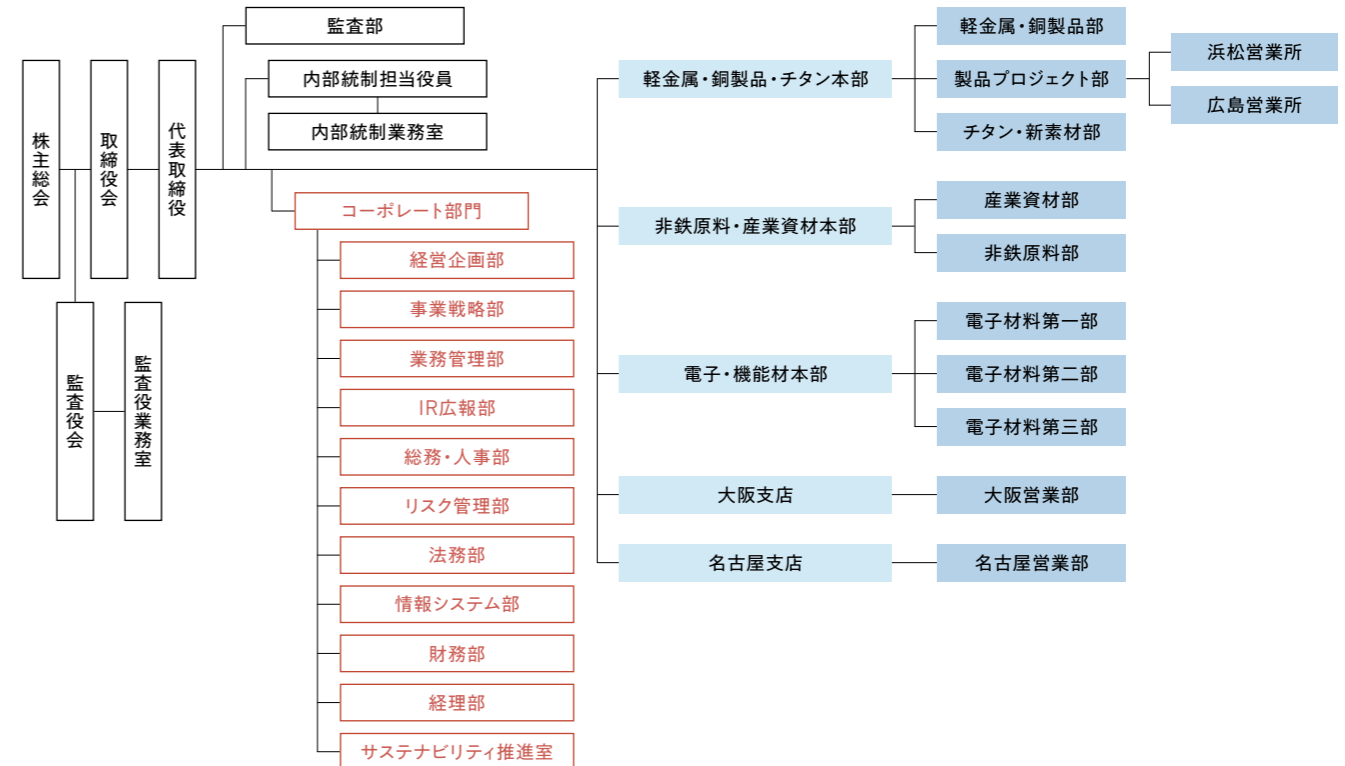 株主総会
取締役会
代表取締役
監査役会
監査役業務室
監査部
内部統制担当役員
内部統制業務室
コーポレート部門
経営企画部
事業戦略部
業務管理部
IR広報部
総務・人事部
リスク管理部
法務部
情報システム部
財務部
経理部
サステナビリティ推進室
軽金属・銅製品・チタン本部
軽金属・銅製品部
製品プロジェクト部
チタン・新素材部
浜松営業所
広島営業所
非鉄原料・産業資材本部
産業資材部
非鉄原料部
電子・機能材本部
電子材料第一部
電子材料第二部
電子材料第三部
大阪支店
大阪営業部
名古屋支店
名古屋営業部